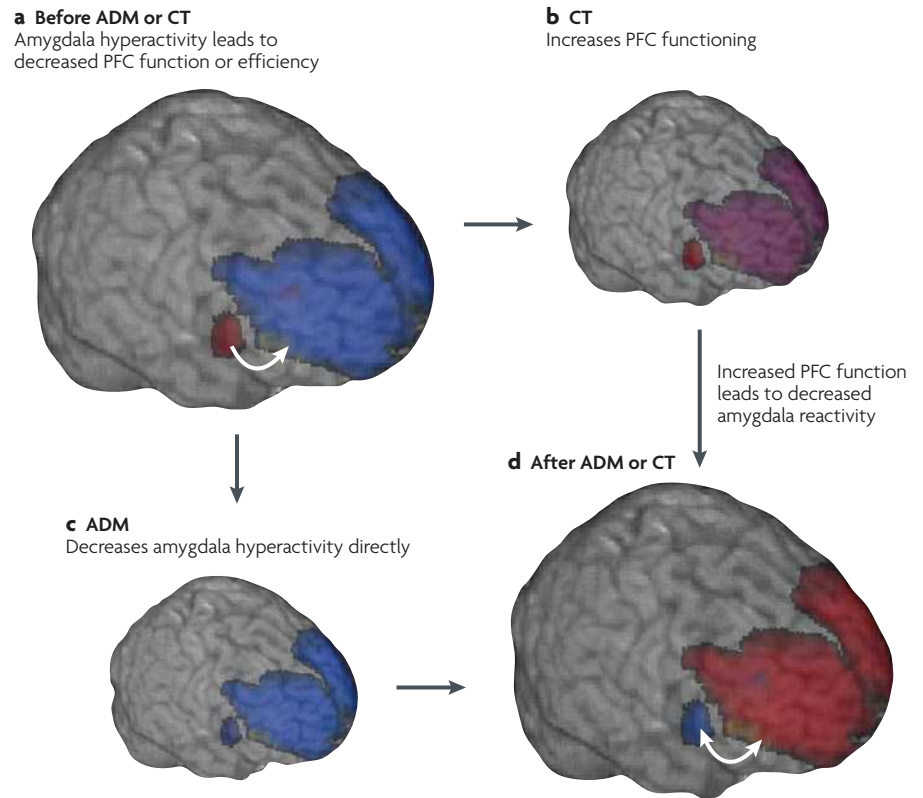 a Before ADM or CT
Amygdala hyperactivity leads to
decreased PFC function or efficiency
b CT
Increases PFC functioning
Increased PFC function
leads to decreased
amygdala reactivity
c ADM
Decreases amygdala hyperactivity directly
d After ADM or CT